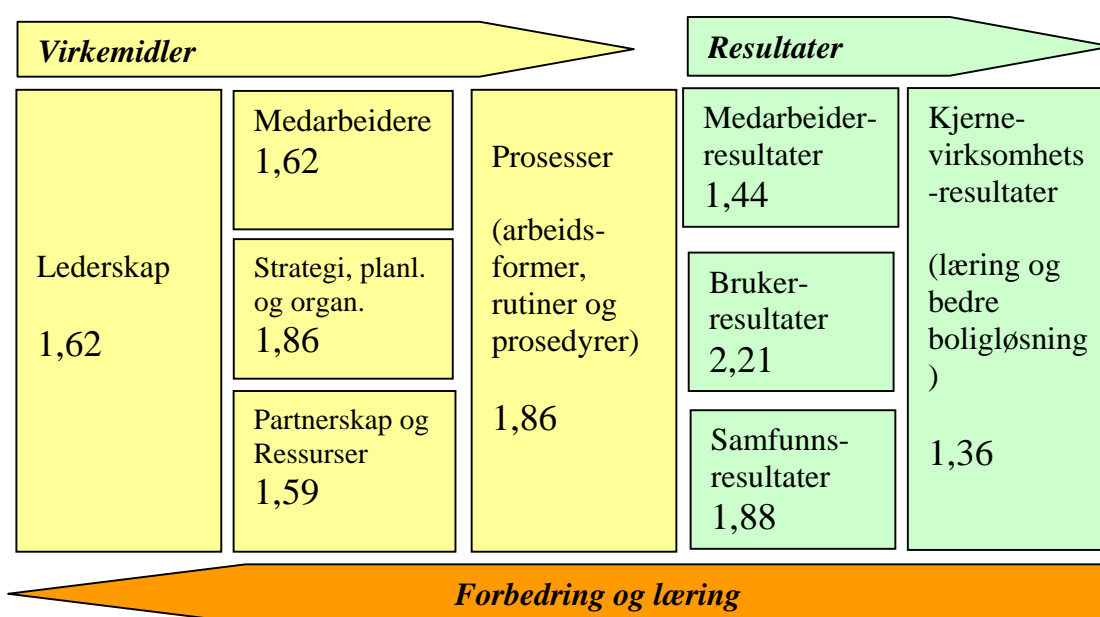 Virkemidler
Resultater
Lederskap
1,62
Medarbeidere
1,62
Strategi, planl.
og organ.
1,86
Partnerskap og
Ressurser
1,59
Prosesser
(arbeids-
former,
rutiner og
prosedyrer)
1,86
Medarbeider-
resultater
1,44
Bruker-
resultater
2,21
Samfunns-
resultater
1,88
Kjerne-
virksomhets
-resultater
(læring og
bedre
boligløsning
)
1,36
Forbedring og læring